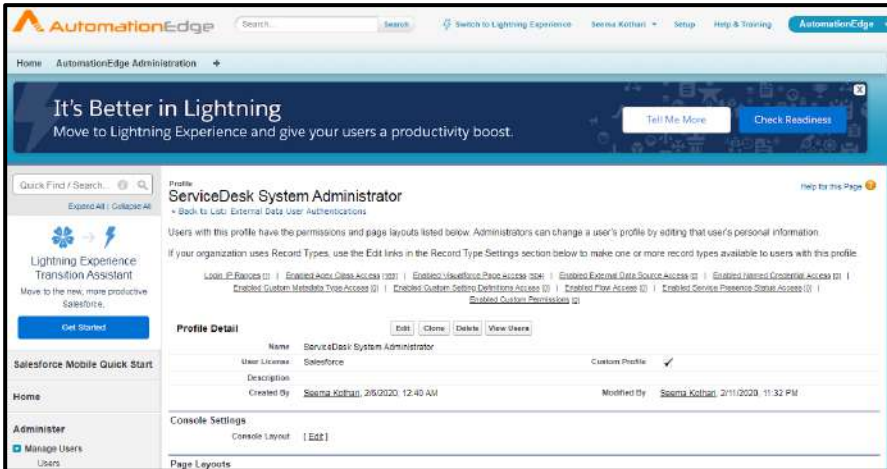 AutomationEdge
Search... Search Switch to Lightning Experience Seema Kothari Setup Help & Training AutomationEdge
Home AutomationEdge Administration +
It's Better in Lightning
Move to Lightning Experience and give your users a productivity boost.
Tell Me More Check Readiness
Quick Find / Search...
Expand All | Collapse All
Lightning Experience
Transition Assistant
Move to the new, more productive
Salesforce.
Get Started
Salesforce Mobile Quick Start
Home
Administer
Manage Users
Users
Profile
ServiceDesk System Administrator
« Back to List: External Data User Authentications
Help for this Page
Users with this profile have the permissions and page layouts listed below. Administrators can change a user's profile by editing that user's personal information.
If your organization uses Record Types, use the Edit links in the Record Type Settings section below to make one or more record types available to users with this profile.
Login IP Ranges [0] | Enabled Apex Class Access | Enabled Visualforce Page Access | Enabled External Data Source Access [0] | Enabled Named Credential Access [0] |
Enabled Custom Metadata Type Access [0] | Enabled Custom Setting Definitions Access [0] | Enabled Flow Access [0] | Enabled Service Presence Status Access [0] |
Enabled Custom Permissions [0]
Profile Detail Edit Clone Delete View Users
Name ServiceDesk System Administrator
User License Salesforce Custom Profile ✓
Description
Created By Seema Kothari, 2/6/2020, 12:40 AM Modified By Seema Kothari, 2/11/2020, 11:32 PM
Console Settings
Console Layout [ Edit ]
Page Layouts